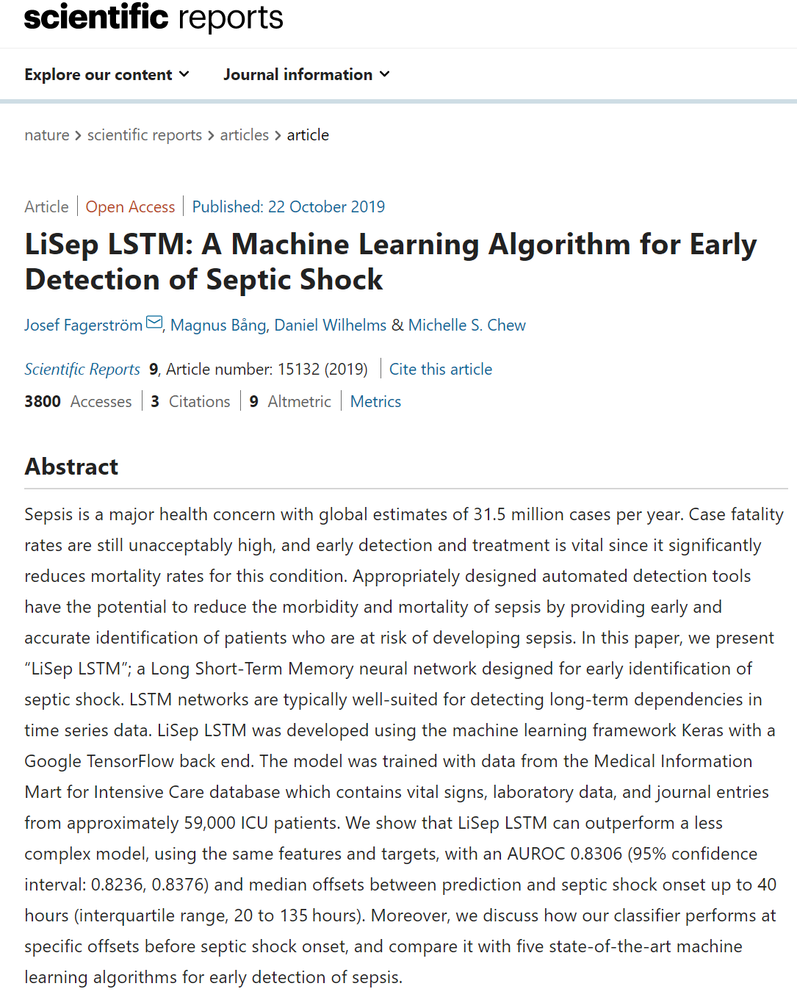 scientific reports
Explore our content
Journal information
nature > scientific reports > articles > article
Article | Open Access | Published: 22 October 2019
LiSep LSTM: A Machine Learning Algorithm for Early
Detection of Septic Shock
Josef Fagerström, Magnus Bång, Daniel Wilhelms & Michelle S. Chew
Scientific Reports 9, Article number: 15132 (2019) | Cite this article
3800 Accesses | 3 Citations | 9 Altmetric | Metrics
Abstract
Sepsis is a major health concern with global estimates of 31.5 million cases per year. Case fatality
rates are still unacceptably high, and early detection and treatment is vital since it significantly
reduces mortality rates for this condition. Appropriately designed automated detection tools
have the potential to reduce the morbidity and mortality of sepsis by providing early and
accurate identification of patients who are at risk of developing sepsis. In this paper, we present
“LiSep LSTM”; a Long Short-Term Memory neural network designed for early identification of
septic shock. LSTM networks are typically well-suited for detecting long-term dependencies in
time series data. LiSep LSTM was developed using the machine learning framework Keras with a
Google TensorFlow back end. The model was trained with data from the Medical Information
Mart for Intensive Care database which contains vital signs, laboratory data, and journal entries
from approximately 59,000 ICU patients. We show that LiSep LSTM can outperform a less
complex model, using the same features and targets, with an AUROC 0.8306 (95% confidence
interval: 0.8236, 0.8376) and median offsets between prediction and septic shock onset up to 40
hours (interquartile range, 20 to 135 hours). Moreover, we discuss how our classifier performs at
specific offsets before septic shock onset, and compare it with five state-of-the-art machine
learning algorithms for early detection of sepsis.